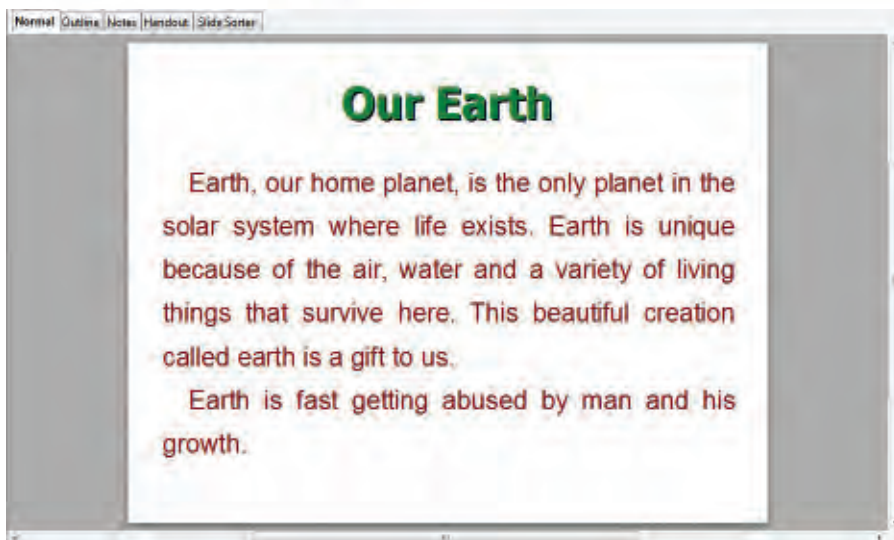 Normal Outline Notes Handout Slide Sorter
Our Earth
Earth, our home planet, is the only planet in the
solar system where life exists. Earth is unique
because of the air, water and a variety of living
things that survive here. This beautiful creation
called earth is a gift to us.
Earth is fast getting abused by man and his
growth.